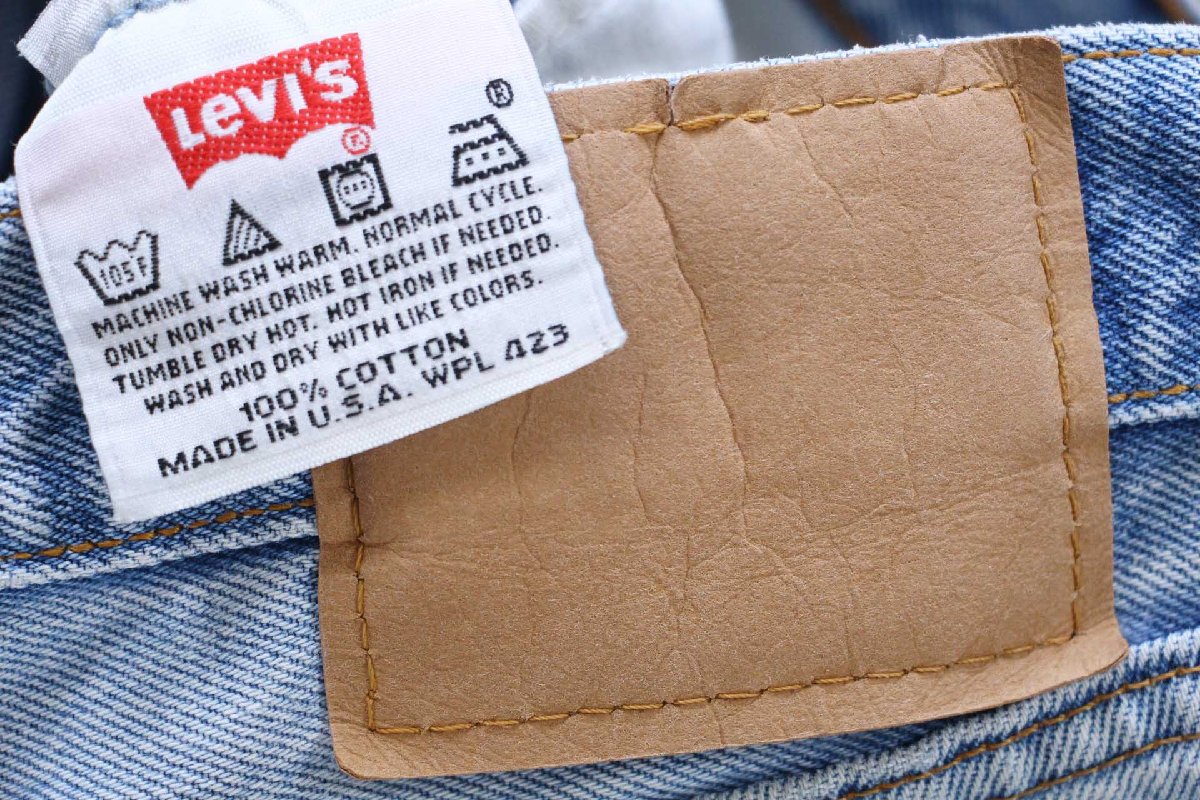 Levi's
®
®
105F
MACHINE WASH WARM. NORMAL CYCLE.
ONLY NON-CHLORINE BLEACH IF NEEDED.
TUMBLE DRY HOT. HOT IRON IF NEEDED.
WASH AND DRY WITH LIKE COLORS.
100% COTTON
MADE IN U.S.A. WPL 423